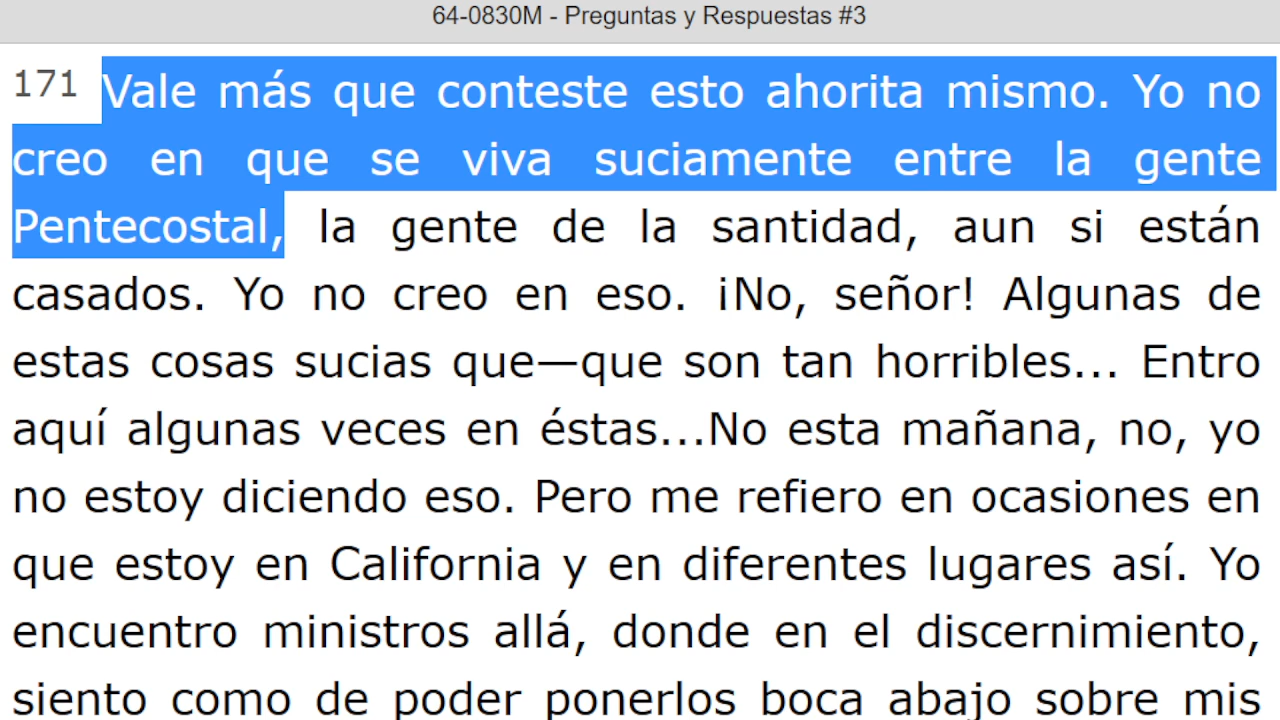 64-0830M - Preguntas y Respuestas #3
171 Vale más que conteste esto ahorita mismo. Yo no
creo en que se viva suciamente entre la gente
Pentecostal, la gente de la santidad, aun si están
casados. Yo no creo en eso. ¡No, señor! Algunas de
estas cosas sucias que—que son tan horribles... Entro
aquí algunas veces en éstas...No esta mañana, no, yo
no estoy diciendo eso. Pero me refiero en ocasiones en
que estoy en California y en diferentes lugares así. Yo
encuentro ministros allá, donde en el discernimiento,
siento como de poder ponerlos boca abajo sobre mis